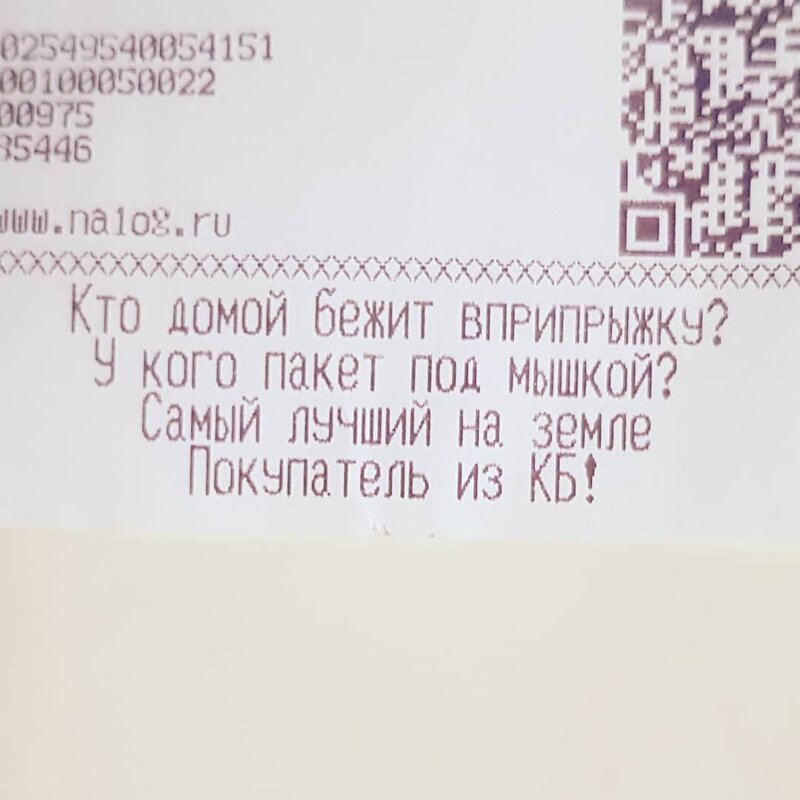 02549540054151
00100050022
00975
35446
www.nalog.ru
Кто домой бежит вприпрыжку?
У кого пакет под мышкой?
Самый лучший на земле
Покупатель из КБ!